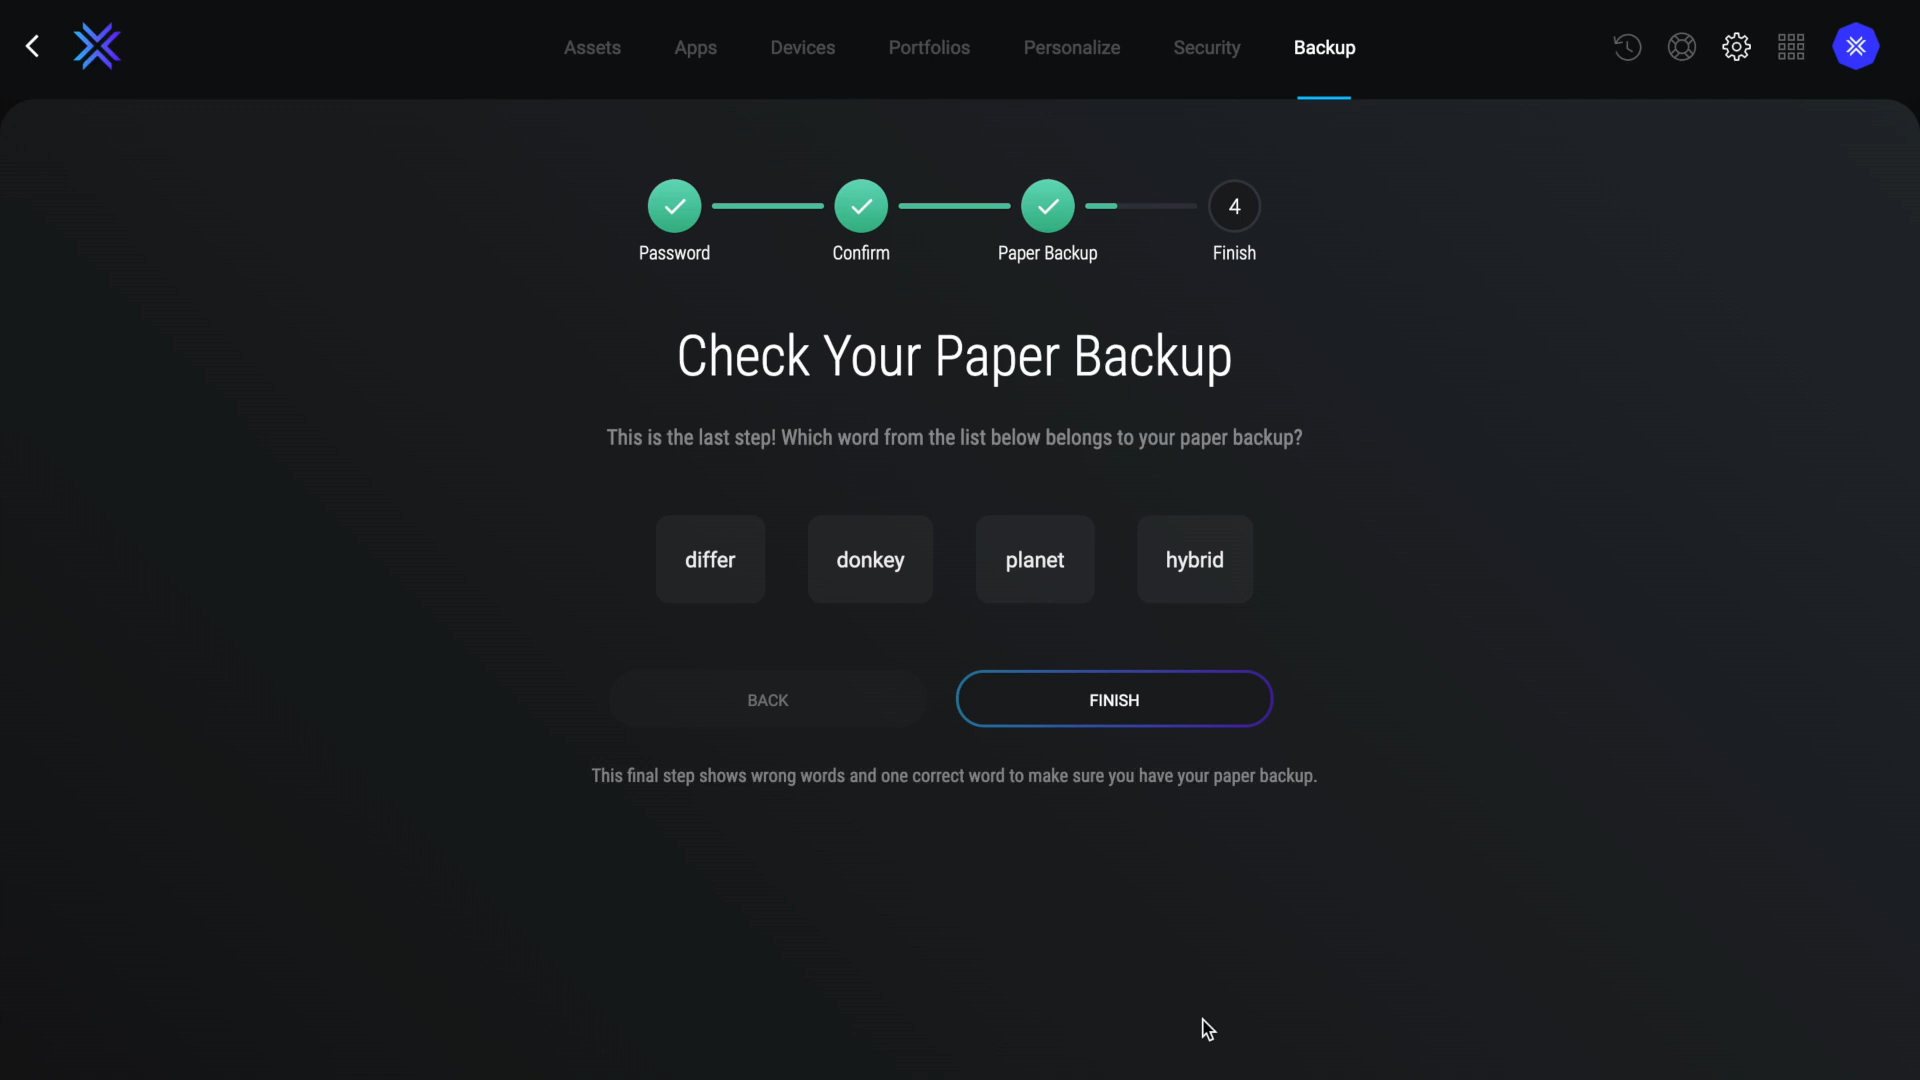 Assets Apps Devices Portfolios Personalize Security Backup
4
Password Confirm Paper Backup Finish
Check Your Paper Backup
This is the last step! Which word from the list below belongs to your paper backup?
differ donkey planet hybrid
BACK FINISH
This final step shows wrong words and one correct word to make sure you have your paper backup.